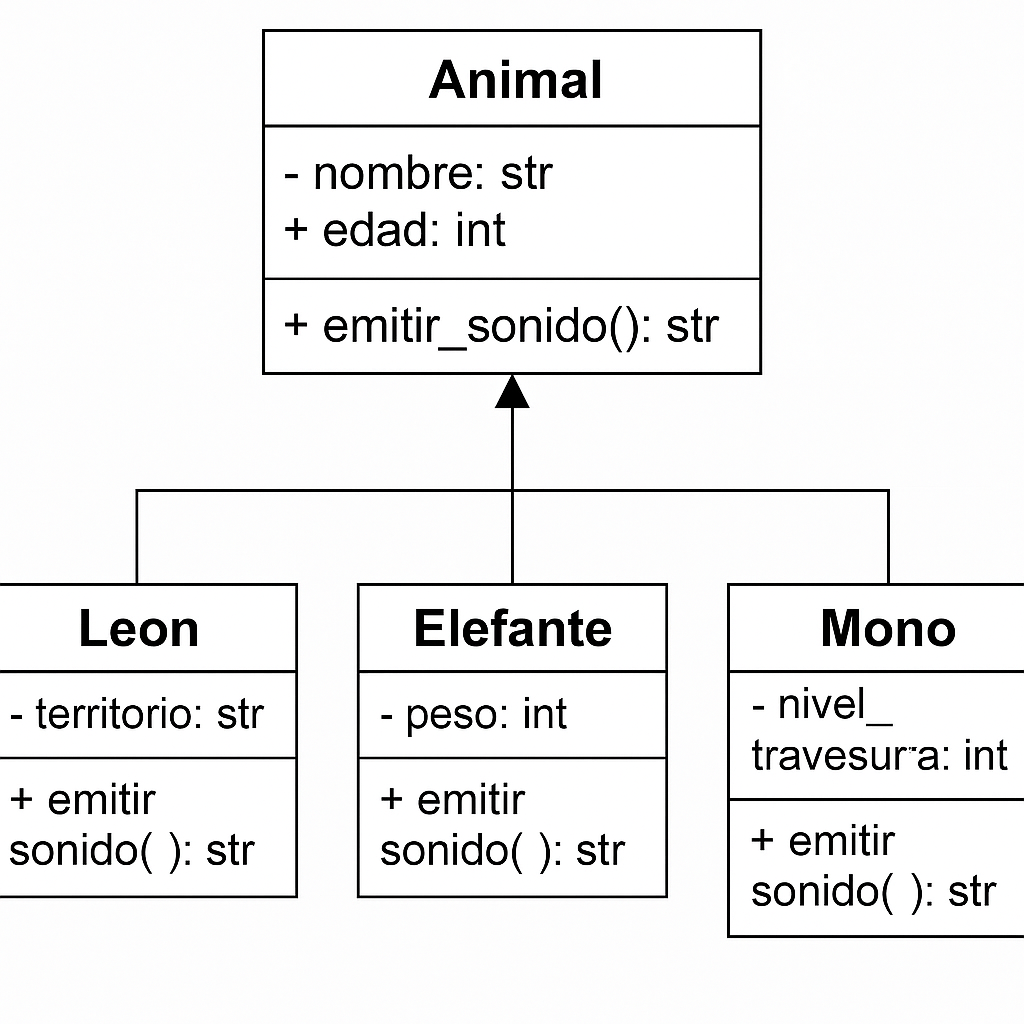 Animal
- nombre: str
+ edad: int
+ emitir_sonido(): str
Leon
- territorio: str
+ emitir
sonido( ): str
Elefante
- peso: int
+ emitir
sonido( ): str
Mono
- nivel_
travesura: int
+ emitir
sonido( ): str